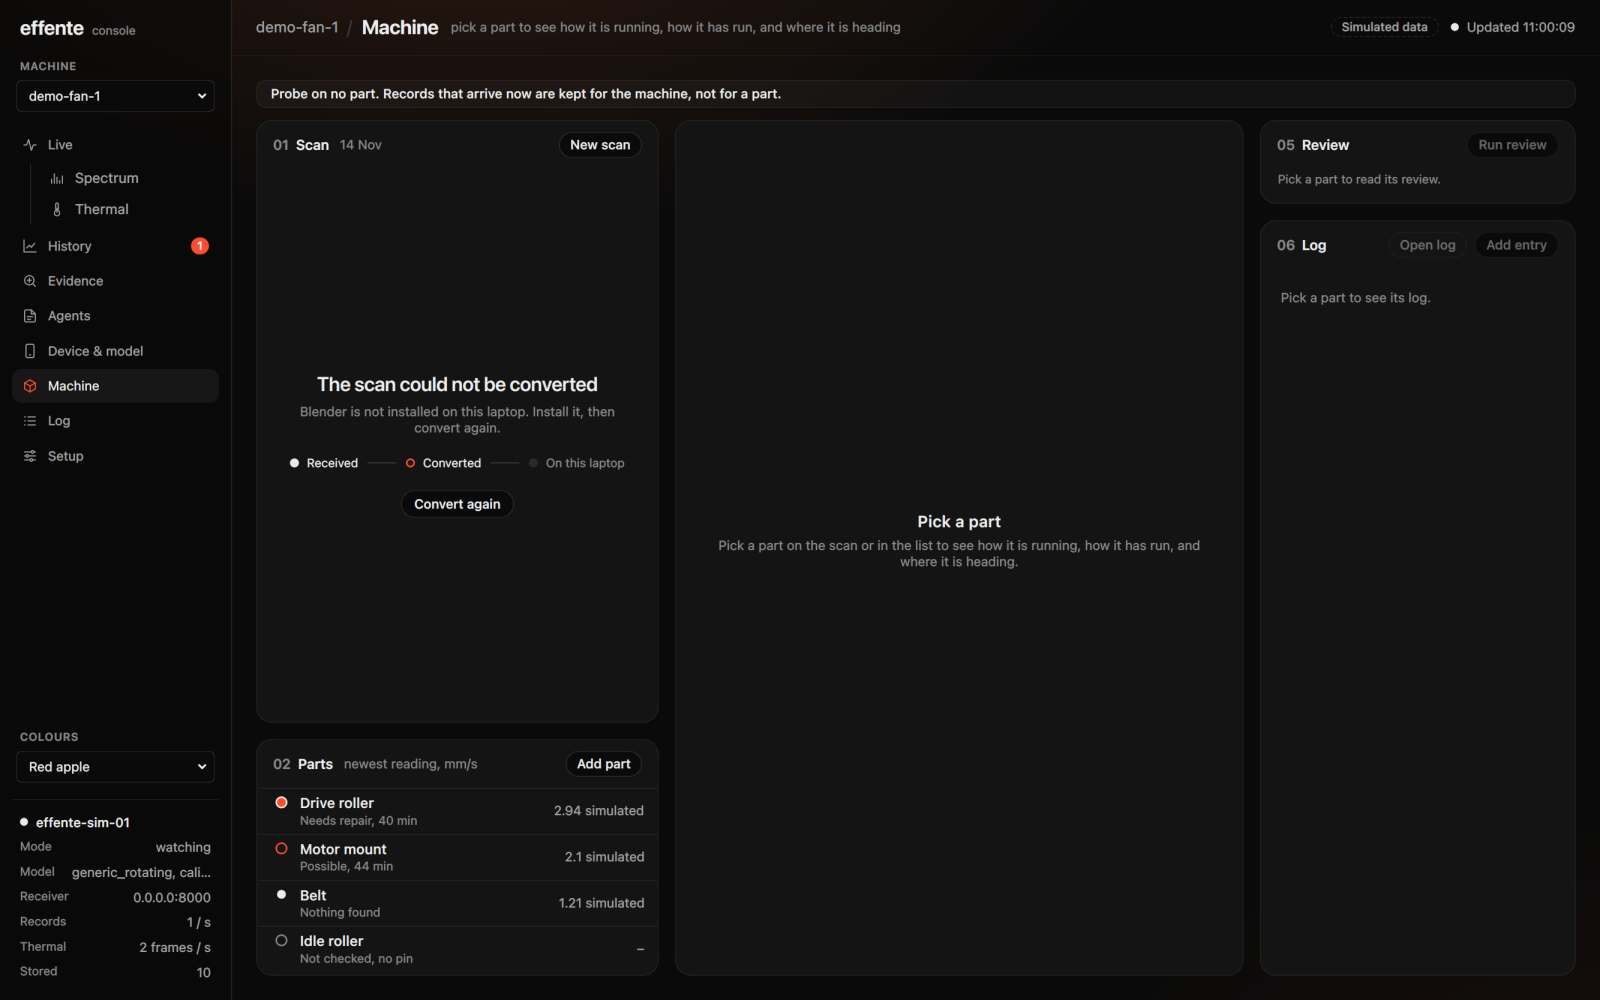 effente console
MACHINE
demo-fan-1
Live
Spectrum
Thermal
History 1
Evidence
Agents
Device & model
Machine
Log
Setup
COLOURS
Red apple
effente-sim-01
Mode watching
Model generic_rotating, cali...
Receiver 0.0.0.0:8000
Records 1 / s
Thermal 2 frames / s
Stored 10
demo-fan-1 / Machine pick a part to see how it is running, how it has run, and where it is heading
Simulated data Updated 11:00:09
Probe on no part. Records that arrive now are kept for the machine, not for a part.
01 Scan 14 Nov New scan
The scan could not be converted
Blender is not installed on this laptop. Install it, then
convert again.
Received Converted On this laptop
Convert again
02 Parts newest reading, mm/s Add part
Drive roller 2.94 simulated
Needs repair, 40 min
Motor mount 2.1 simulated
Possible, 44 min
Belt 1.21 simulated
Nothing found
Idle roller –
Not checked, no pin
Pick a part
Pick a part on the scan or in the list to see how it is running, how it has run, and
where it is heading.
05 Review Run review
Pick a part to read its review.
06 Log Open log Add entry
Pick a part to see its log.